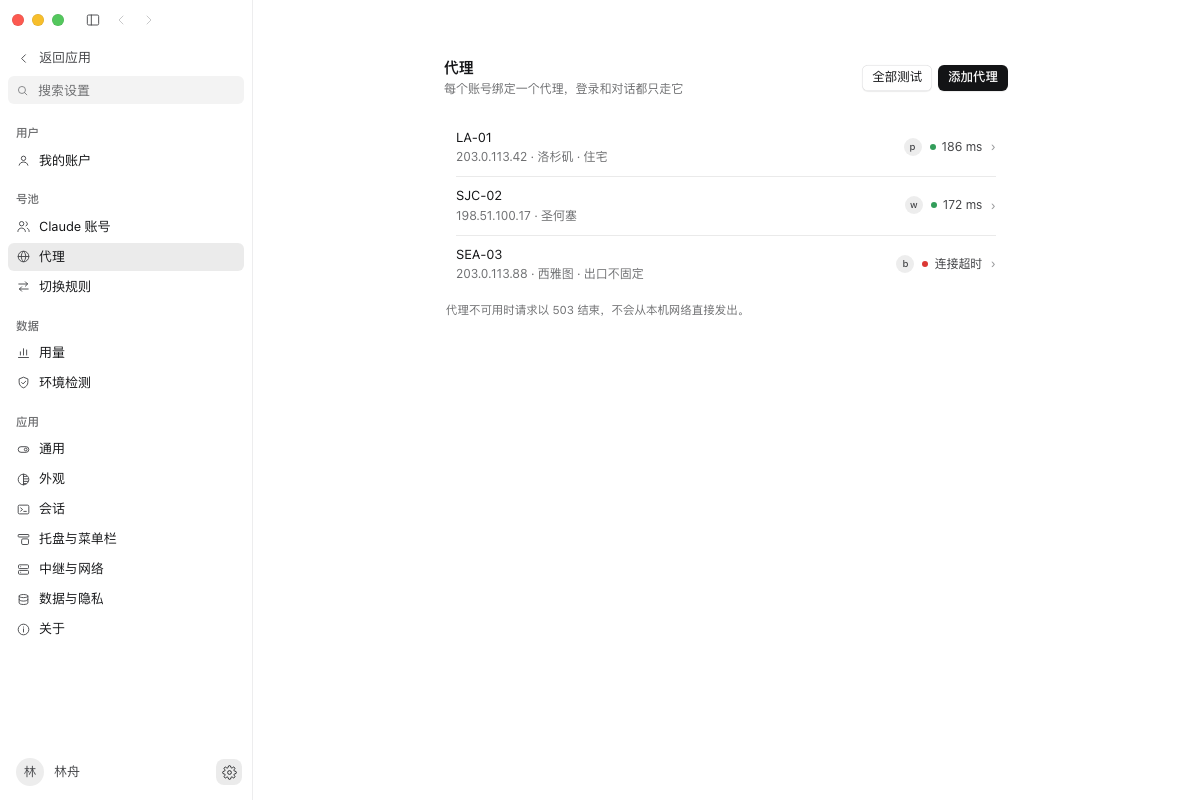 返回应用
搜索设置
用户
我的账户
号池
Claude 账号
代理
切换规则
数据
用量
环境检测
应用
通用
外观
会话
托盘与菜单栏
中继与网络
数据与隐私
关于
林 林舟
代理
每个账号绑定一个代理，登录和对话都只走它
全部测试 添加代理
LA-01
203.0.113.42 · 洛杉矶 · 住宅
p 186 ms
SJC-02
198.51.100.17 · 圣何塞
w 172 ms
SEA-03
203.0.113.88 · 西雅图 · 出口不固定
b 连接超时
代理不可用时请求以 503 结束，不会从本机网络直接发出。